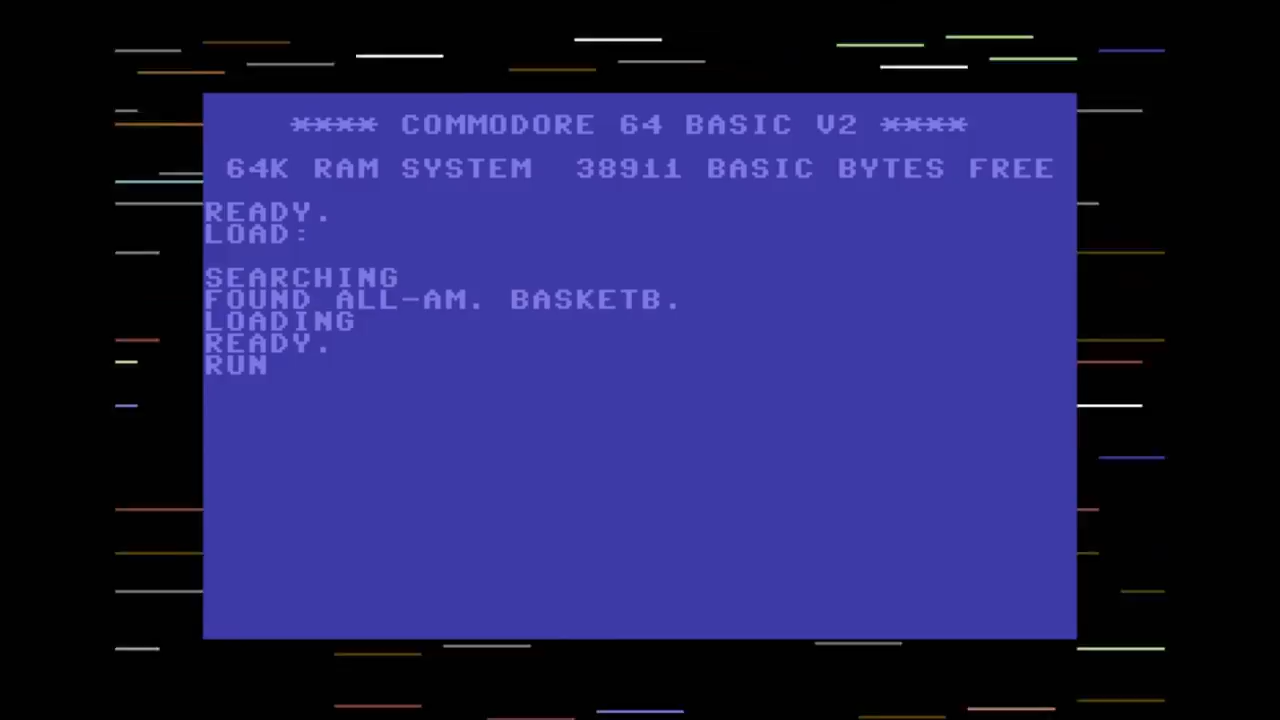 **** COMMODORE 64 BASIC V2 ****
64K RAM SYSTEM  38911 BASIC BYTES FREE
READY.
LOAD:
SEARCHING
FOUND ALL-AM. BASKETB.
LOADING
READY.
RUN